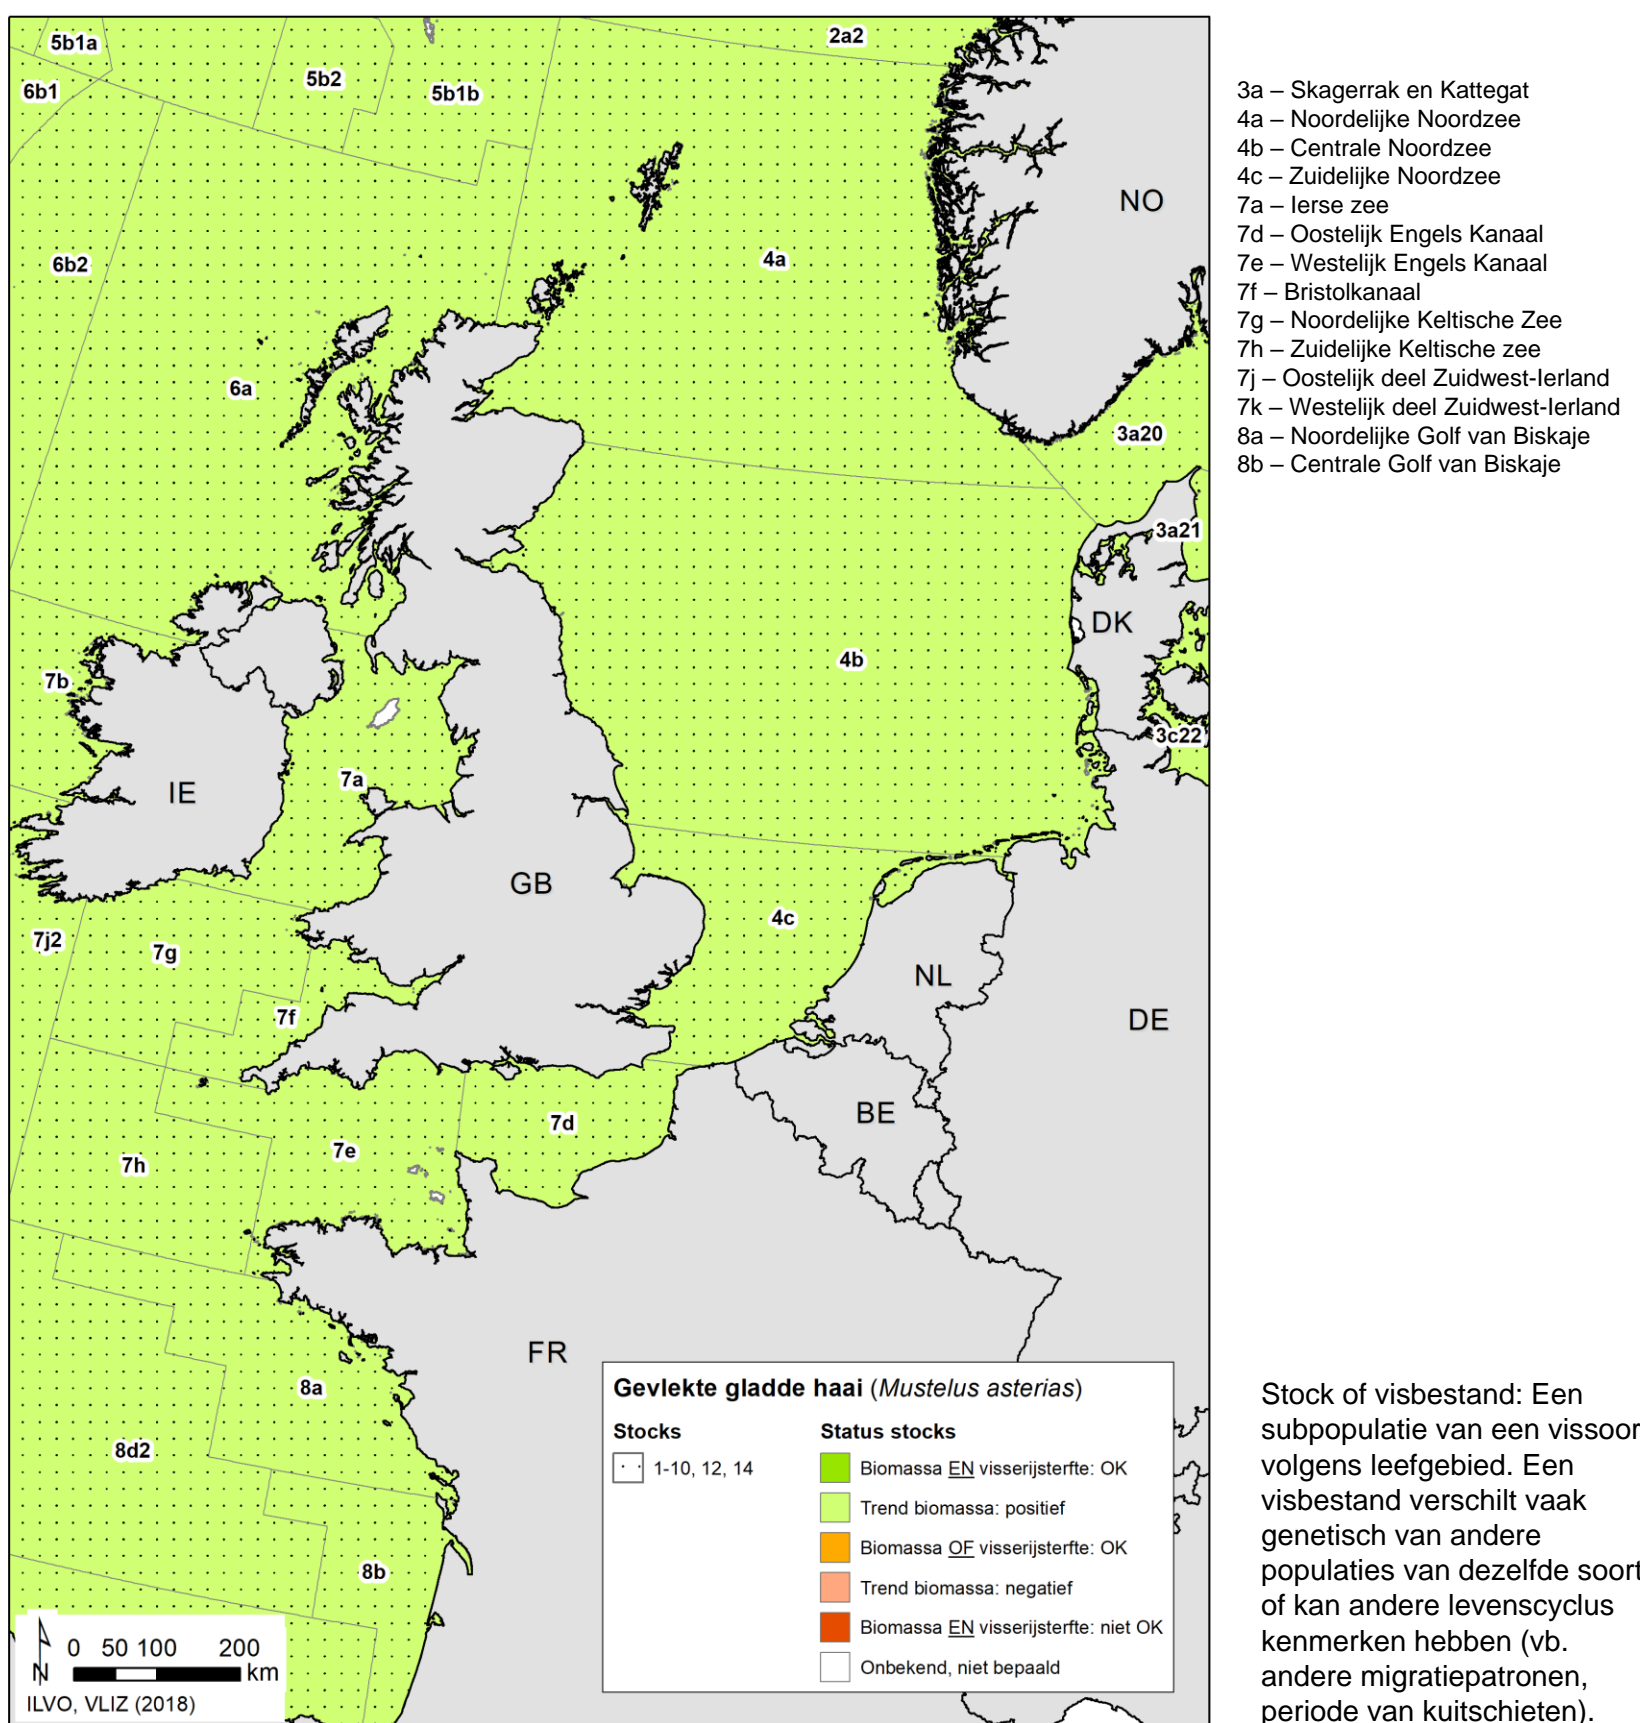 5b1a
2a2
6b1
5b2
5b1b
3a – Skagerrak en Kattegat
4a – Noordelijke Noordzee
4b – Centrale Noordzee
4c – Zuidelijke Noordzee
7a – Ierse zee
7d – Oostelijk Engels Kanaal
7e – Westelijk Engels Kanaal
7f – Bristolkanaal
7g – Noordelijke Keltische Zee
7h – Zuidelijke Keltische zee
7j – Oostelijk deel Zuidwest-Ierland
7k – Westelijk deel Zuidwest-Ierland
8a – Noordelijke Golf van Biskaje
8b – Centrale Golf van Biskaje
NO
6b2
4a
6a
3a20
3a21
DK
4b
7b
3c22
7a
IE
GB
4c
7j2
7g
NL
7f
DE
BE
7d
7e
7h
FR
8a
8d2
8b
Gevlekte gladde haai (Mustelus asterias)
Stocks
1-10, 12, 14
Status stocks
Biomassa EN visserijsterfte: OK
Trend biomassa: positief
Biomassa OF visserijsterfte: OK
Trend biomassa: negatief
Biomassa EN visserijsterfte: niet OK
Onbekend, niet bepaald
N
0 50 100 200
km
ILVO, VLIZ (2018)
Stock of visbestand: Een
subpopulatie van een vissoor
volgens leefgebied. Een
visbestand verschilt vaak
genetisch van andere
populaties van dezelfde soort
of kan andere levenscyclus
kenmerken hebben (vb.
andere migratiepatronen,
periode van kuitschieten).